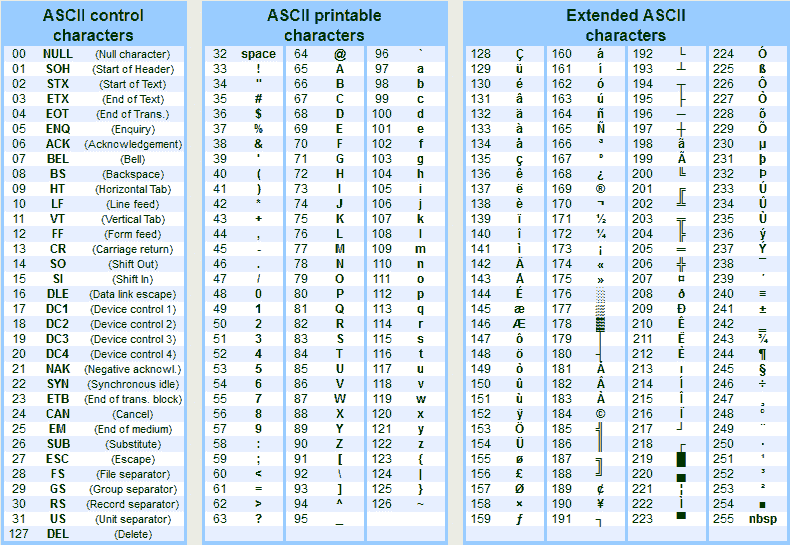 ASCII control
characters
00 NULL (Null character)
01 SOH (Start of Header)
02 STX (Start of Text)
03 ETX (End of Text)
04 EOT (End of Trans.)
05 ENQ (Enquiry)
06 ACK (Acknowledgement)
07 BEL (Bell)
08 BS (Backspace)
09 HT (Horizontal Tab)
10 LF (Line feed)
11 VT (Vertical Tab)
12 FF (Form feed)
13 CR (Carriage return)
14 SO (Shift Out)
15 SI (Shift In)
16 DLE (Data link escape)
17 DC1 (Device control 1)
18 DC2 (Device control 2)
19 DC3 (Device control 3)
20 DC4 (Device control 4)
21 NAK (Negative acknowl.)
22 SYN (Synchronous idle)
23 ETB (End of trans. block)
24 CAN (Cancel)
25 EM (End of medium)
26 SUB (Substitute)
27 ESC (Escape)
28 FS (File separator)
29 GS (Group separator)
30 RS (Record separator)
31 US (Unit separator)
127 DEL (Delete)
ASCII printable
characters
32 space 64 @ 96 `
33 ! 65 A 97 a
34 " 66 B 98 b
35 # 67 C 99 c
36 $ 68 D 100 d
37 % 69 E 101 e
38 & 70 F 102 f
39 ' 71 G 103 g
40 ( 72 H 104 h
41 ) 73 I 105 i
42 * 74 J 106 j
43 + 75 K 107 k
44 , 76 L 108 l
45 - 77 M 109 m
46 . 78 N 110 n
47 / 79 O 111 o
48 0 80 P 112 p
49 1 81 Q 113 q
50 2 82 R 114 r
51 3 83 S 115 s
52 4 84 T 116 t
53 5 85 U 117 u
54 6 86 V 118 v
55 7 87 W 119 w
56 8 88 X 120 x
57 9 89 Y 121 y
58 : 90 Z 122 z
59 ; 91 [ 123 {
60 < 92 \ 124 |
61 = 93 ] 125 }
62 > 94 ^ 126 ~
63 ? 95 _
Extended ASCII
characters
128 Ç 160 á 192 └ 224 Ó
129 ü 161 í 193 ┴ 225 ß
130 é 162 ó 194 ┬ 226 Ô
131 â 163 ú 195 ├ 227 Ò
132 ä 164 ñ 196 ─ 228 õ
133 à 165 Ñ 197 ┼ 229 Õ
134 å 166 ª 198 ã 230 µ
135 ç 167 º 199 Ã 231 þ
136 ê 168 ¿ 200 ╚ 232 Þ
137 ë 169 ® 201 ╔ 233 Ú
138 è 170 ¬ 202 ╩ 234 Û
139 ï 171 ½ 203 ╦ 235 Ù
140 î 172 ¼ 204 ╠ 236 ý
141 ì 173 ¡ 205 ═ 237 Ý
142 Ä 174 « 206 ╬ 238 ¯
143 Å 175 » 207 ¤ 239 ´
144 É 176 ░ 208 ð 240 ≡
145 æ 177 ▒ 209 Ð 241 ±
146 Æ 178 ▓ 210 Ê 242 ‗
147 ô 179 │ 211 Ë 243 ¾
148 ö 180 ┤ 212 È 244 ¶
149 ò 181 Á 213 ı 245 §
150 û 182 Â 214 Í 246 ÷
151 ù 183 À 215 Î 247 ¸
152 ÿ 184 © 216 Ï 248 °
153 Ö 185 ╣ 217 ┘ 249 ¨
154 Ü 186 ║ 218 ┌ 250 ·
155 ø 187 ╗ 219 █ 251 ¹
156 £ 188 ╝ 220 ▄ 252 ³
157 Ø 189 ¢ 221 ¦ 253 ²
158 × 190 ¥ 222 Ì 254 ■
159 ƒ 191 ┐ 223 ▀ 255 nbsp